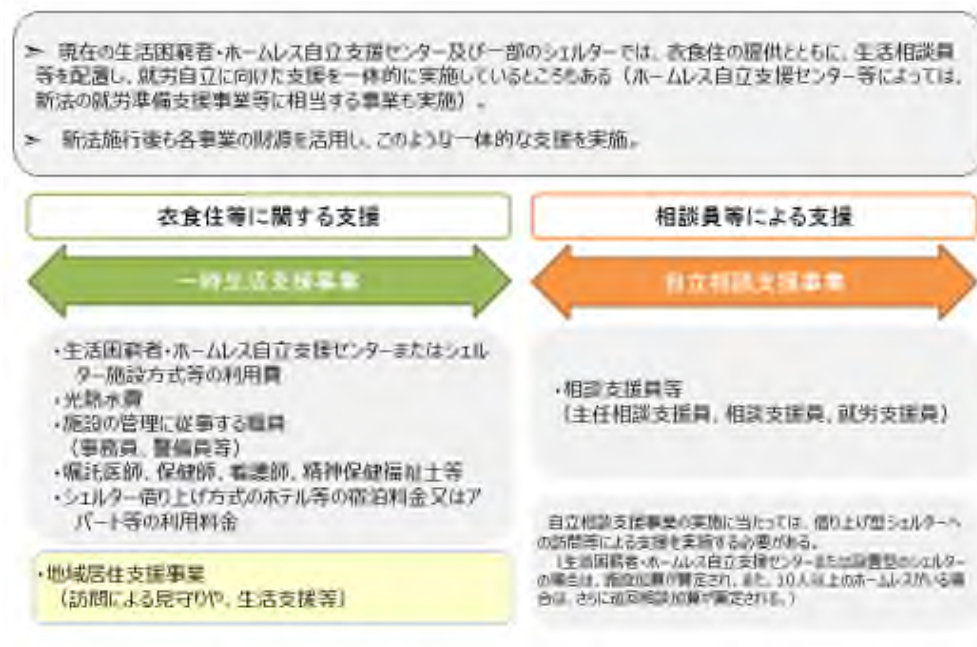 ➢ 現在の生活困窮者・ホームレス自立支援センター及び一部のシェルターでは、衣食住の提供とともに、生活相談員
等を配置し、就労自立に向けた支援を一体的に実施しているところもある（ホームレス自立支援センター等によっては、
新法の就労準備支援事業等に相当する事業も実施）。
➢ 新法施行後も各事業の財源を活用し、このような一体的な支援を実施。
衣食住等に関する支援
一時生活支援事業
・生活困窮者・ホームレス自立支援センターまたはシェル
ター施設方式等の利用費
・光熱水費
・施設の管理に従事する職員
（事務員、警備員等）
・嘱託医師、保健師、看護師、精神保健福祉士等
・シェルター借り上げ方式のホテル等の宿泊料金又はア
パート等の利用料金
・地域居住支援事業
（訪問による見守りや、生活支援等）
相談員等による支援
自立相談支援事業
・相談支援員等
（主任相談支援員、相談支援員、就労支援員）
自立相談支援事業の実施に当たっては、借り上げ型シェルターへ
の訪問等による支援を実施する必要がある。
（生活困窮者・ホームレス自立支援センターまたは設置型のシェルター
の場合は、施設加算が算定され、また、10人以上のホームレスがいる場
合は、さらに巡回相談加算が算定される。）